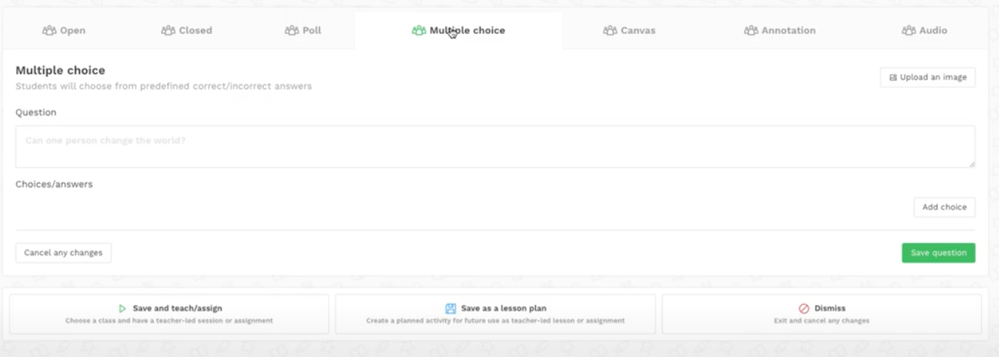 Open Closed Poll Multiple choice Canvas Annotation Audio
Multiple choice
Students will choose from predefined correct/incorrect answers
Upload an image
Question
Can one person change the world?
Choices/answers
Add choice
Cancel any changes Save question
Save and teach/assign Save as a lesson plan Dismiss
Choose a class and have a teacher-led session or assignment Create a planned activity for future use as teacher-led lesson or assignment Exit and cancel any changes